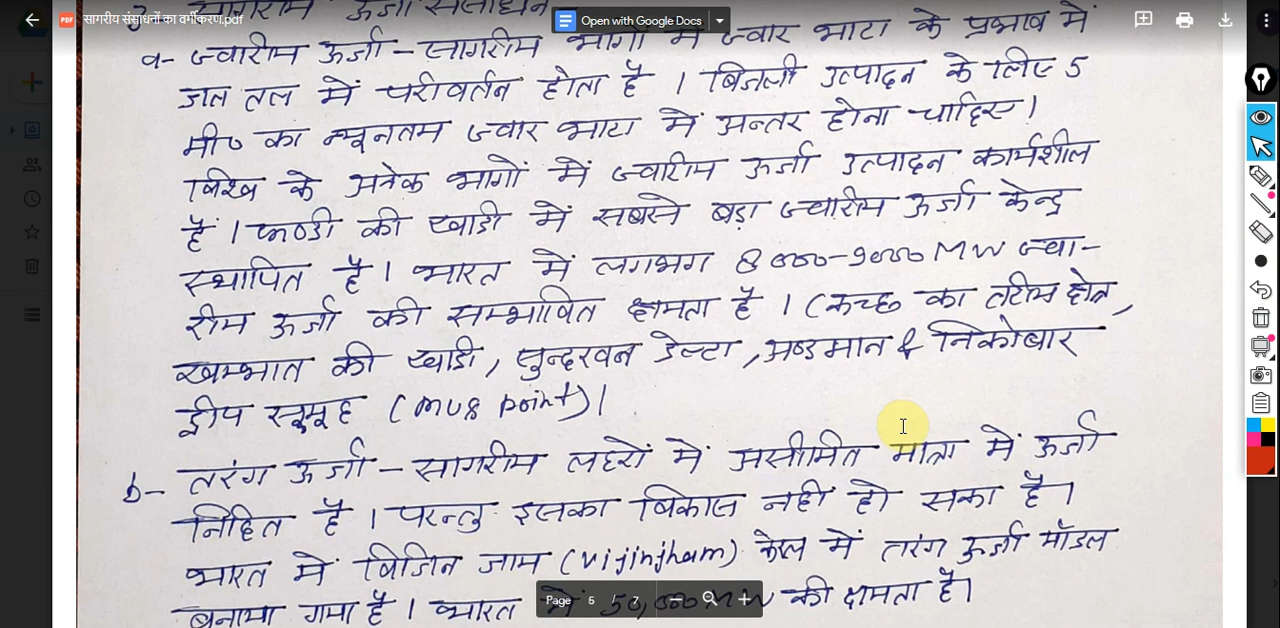 सागरीय संसाधनों का वर्गीकरण.pdf
Open with Google Docs
a- ज्वारीय ऊर्जा - सागरीय भागों में ज्वार भाटा के प्रभाव में
जल तल में परीवर्तन होता है । बिजली उत्पादन के लिए 5
मी० का न्यूनतम ज्वार भाटा में अन्तर होना चाहिए।
विश्व के अनेक भागों में ज्वारीय ऊर्जा उत्पादन कार्यशील
हैं । फण्डी की खाडी में सबसे बड़ा ज्वारीय ऊर्जा केन्द्र
स्थापित है। भारत में लगभग 8000-9000 MW ज्वा-
रीय ऊर्जा की सम्भावित क्षमता है । (कच्छ का तटीय क्षेत्र,
खम्भात की खाडी, सुन्दरवन डेल्टा, अण्डमान & निकोबार
द्वीप समूह (mus point)।
b- तरंग ऊर्जा - सागरीय लहरों में असीमित मात्रा में ऊर्जा
निहित है । परन्तु इसका विकास नहीं हो सका है।
भारत में विजिन जाम (Vijinjham) केरल में तरंग ऊर्जा मॉडल
बनाया गया है । भारत में 50,000 MW की क्षमता है।
Page 5 / 7